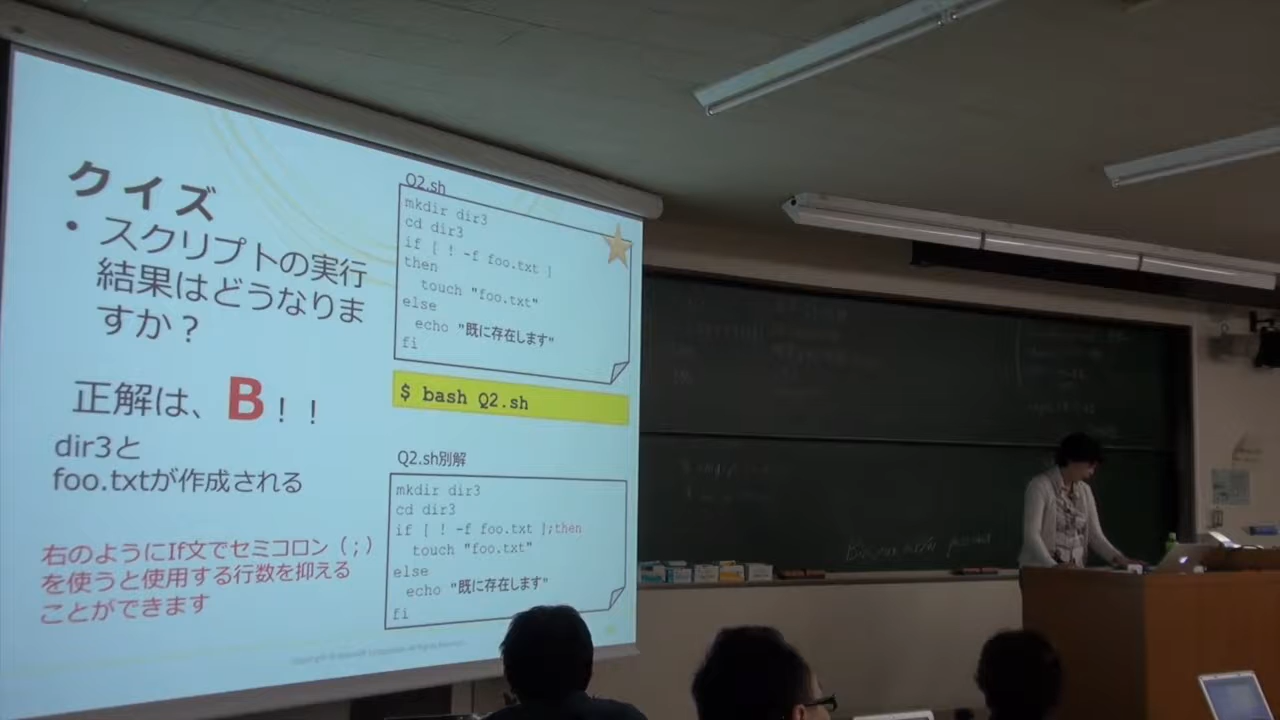 クイズ
• スクリプトの実行
結果はどうなりま
すか？
正解は、B！！
dir3と
foo.txtが作成される
右のようにIf文でセミコロン（;）
を使うと使用する行数を抑える
ことができます
Q2.sh
mkdir dir3
cd dir3
if [ ! -f foo.txt ]
then
touch "foo.txt"
else
echo "既に存在します"
fi
$ bash Q2.sh
Q2.sh別解
mkdir dir3
cd dir3
if [ ! -f foo.txt ];then
touch "foo.txt"
else
echo "既に存在します"
fi